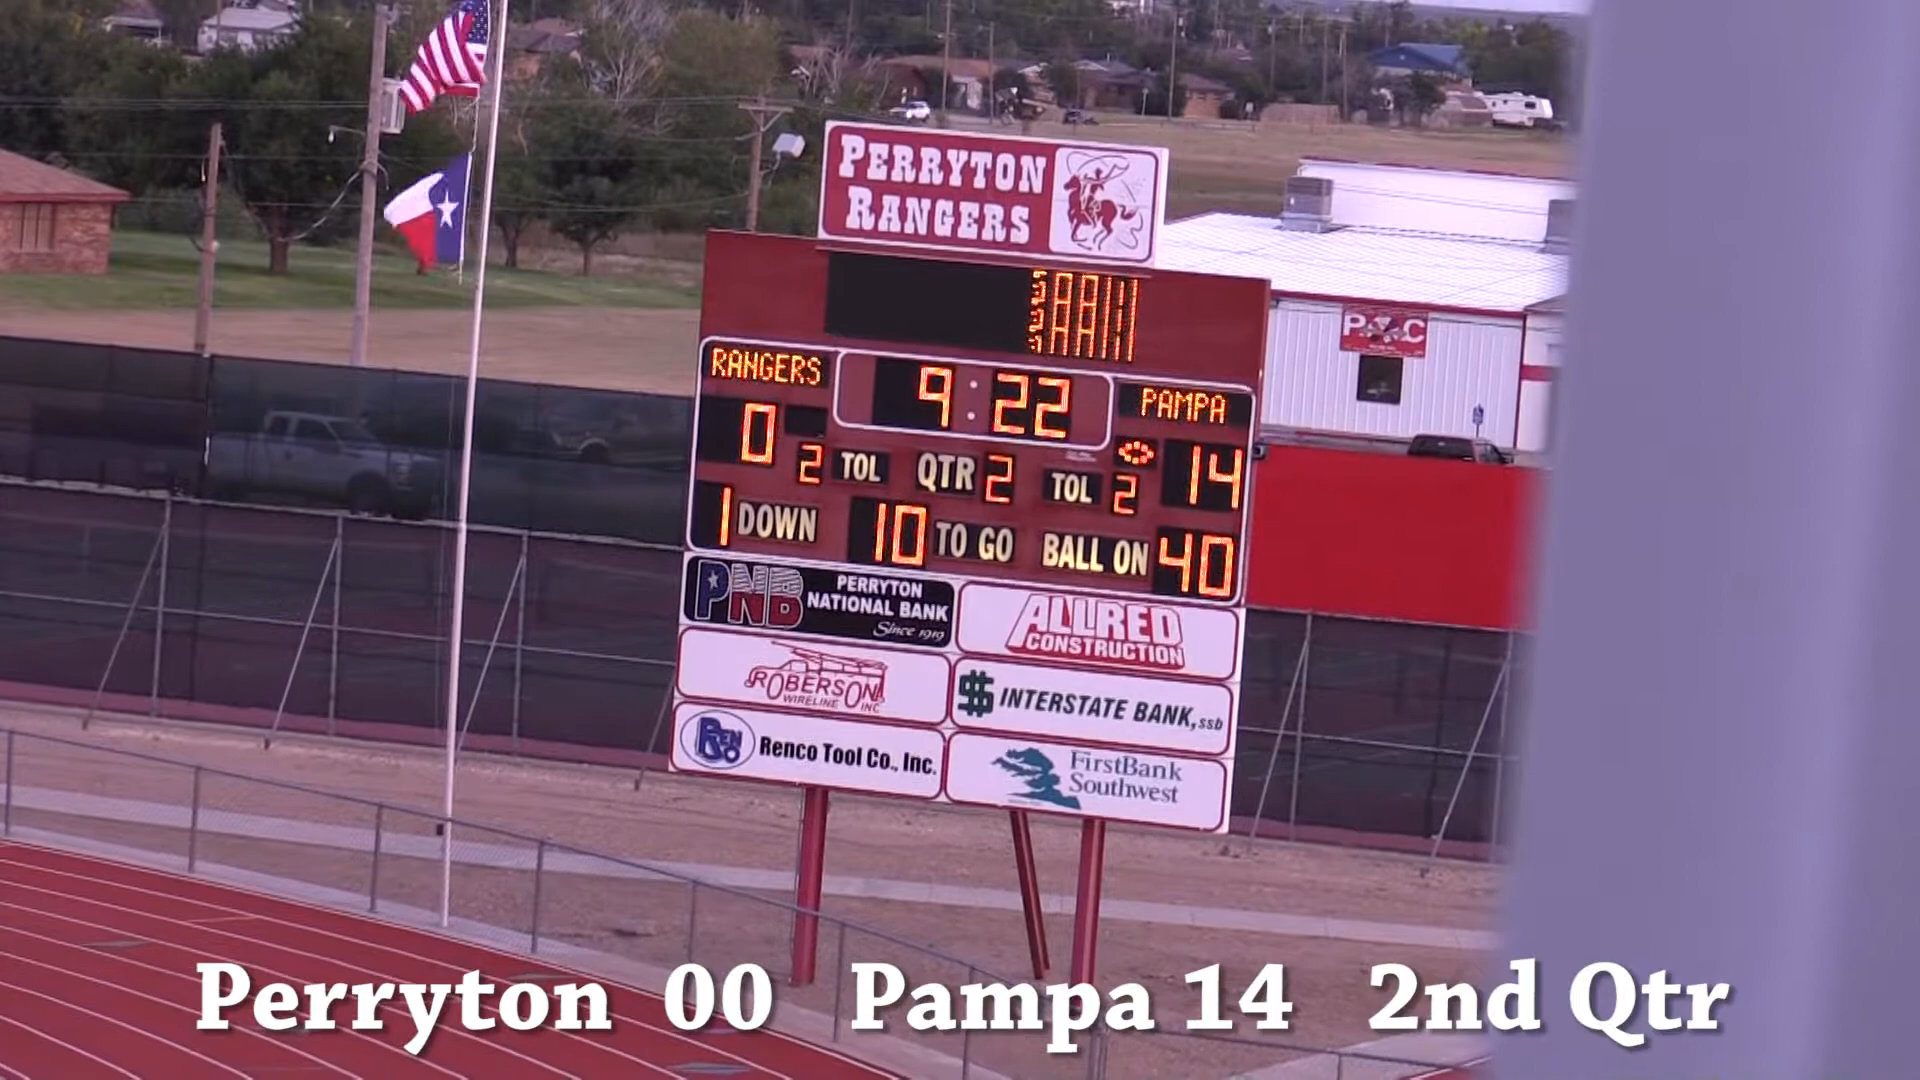 PERRYTON
RANGERS
RANGERS
9:22
PAMPA
0
14
2 TOL QTR 2 TOL 2
1 DOWN 10 TO GO BALL ON 40
PNB PERRYTON
NATIONAL BANK
Since 1919
ALLRED
CONSTRUCTION
ROBERSON
WIRELINE INC
INTERSTATE BANK, ssb
RENCO
Renco Tool Co., Inc.
FirstBank
Southwest
Perryton 00 Pampa 14 2nd Qtr